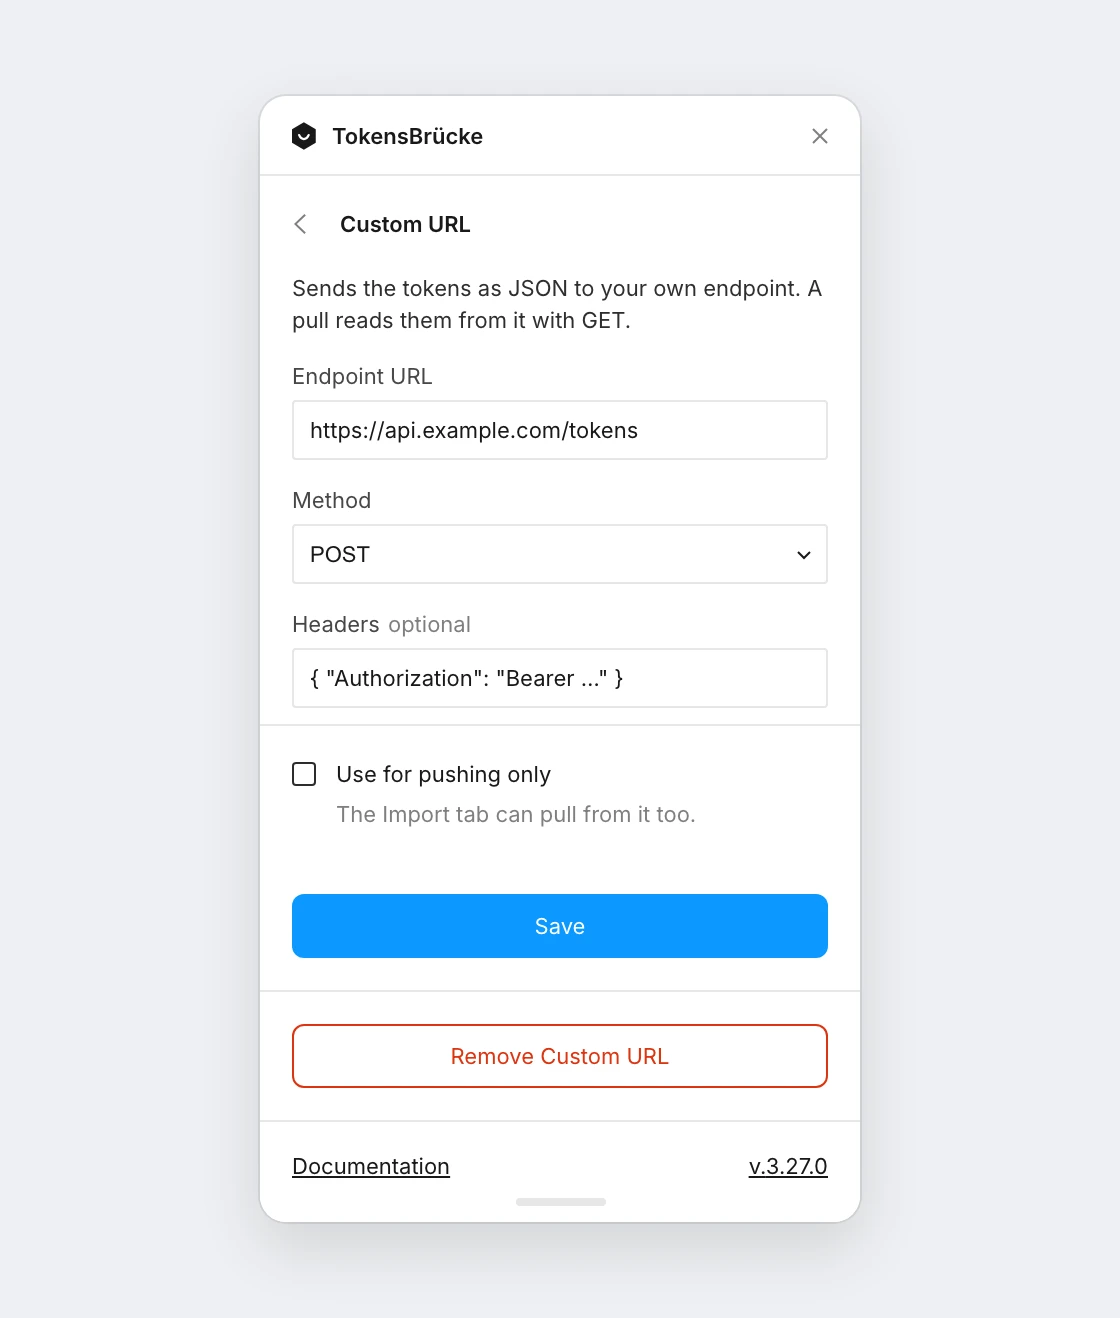 TokensBrücke
Custom URL
Sends the tokens as JSON to your own endpoint. A
pull reads them from it with GET.
Endpoint URL
https://api.example.com/tokens
Method
POST
Headers optional
{ "Authorization": "Bearer ..." }
Use for pushing only
The Import tab can pull from it too.
Save
Remove Custom URL
Documentation
v.3.27.0